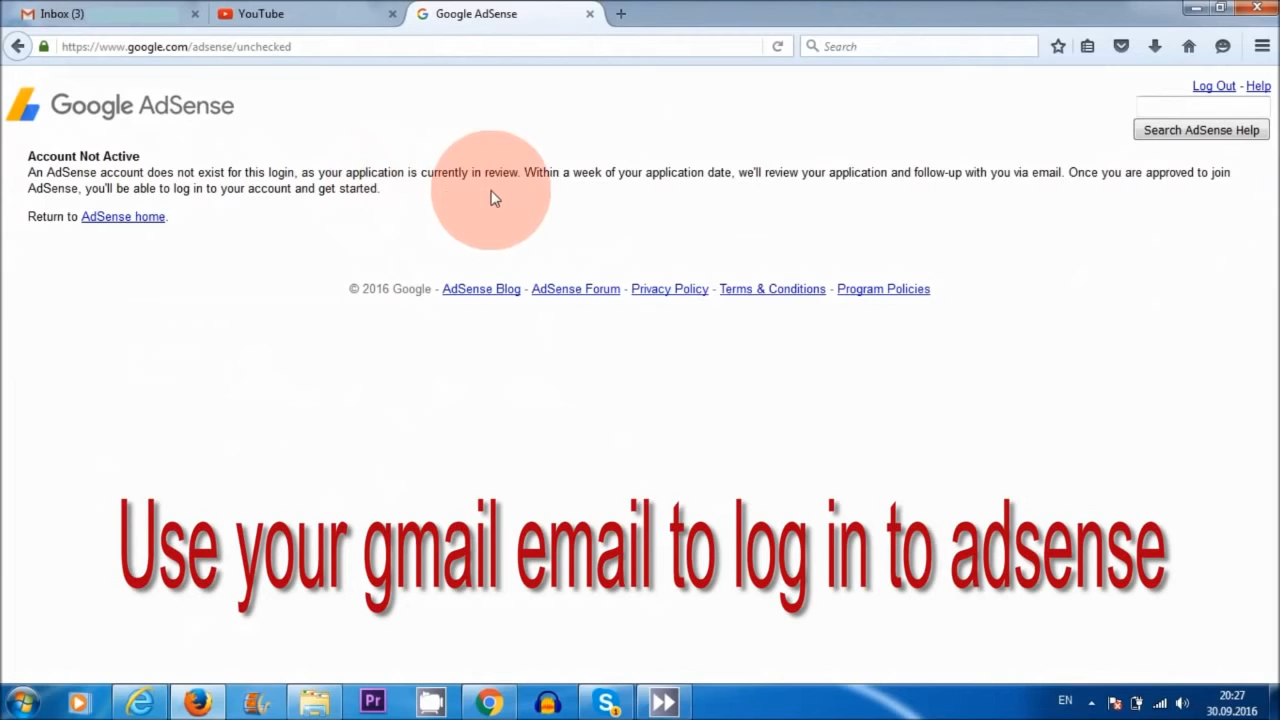 Inbox (3)
YouTube
Google AdSense
https://www.google.com/adsense/unchecked
Search
Log Out - Help
Google AdSense
Search AdSense Help
Account Not Active
An AdSense account does not exist for this login, as your application is currently in review. Within a week of your application date, we'll review your application and follow-up with you via email. Once you are approved to join
AdSense, you'll be able to log in to your account and get started.
Return to AdSense home.
© 2016 Google - AdSense Blog - AdSense Forum - Privacy Policy - Terms & Conditions - Program Policies
Use your gmail email to log in to adsense
Pr
S
1
EN
20:27
30.09.2016